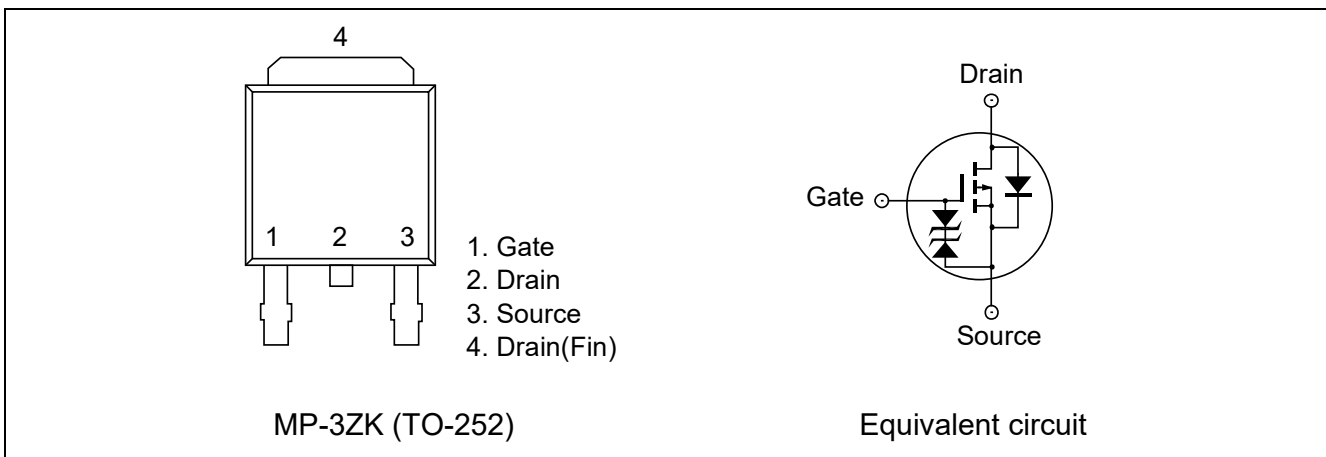 4
1 2 3
1. Gate
2. Drain
3. Source
4. Drain(Fin)
MP-3ZK (TO-252)
Drain
Gate
Source
Equivalent circuit